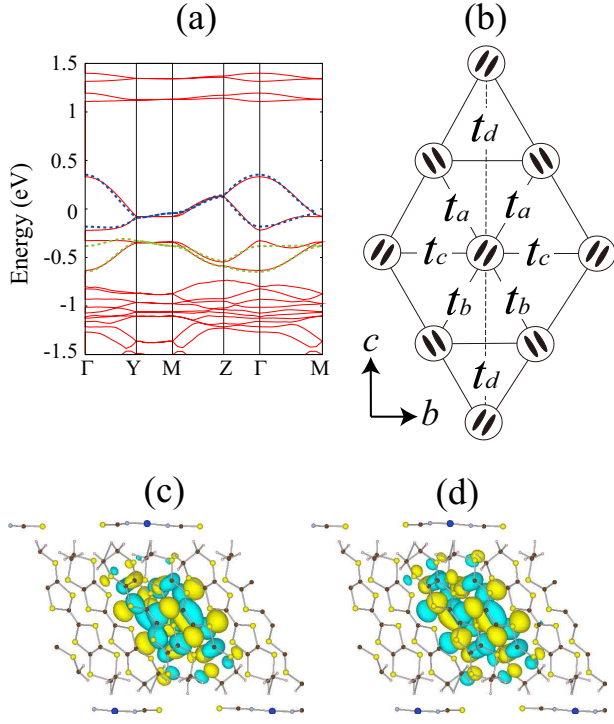 (a)
1.5
1
0.5
0
-0.5
-1
-1.5
Energy (eV)
Γ Y M Z Γ M
(b)
t_d
t_a t_a
t_c t_c
t_b t_b
t_d
c
b
(c)
(d)